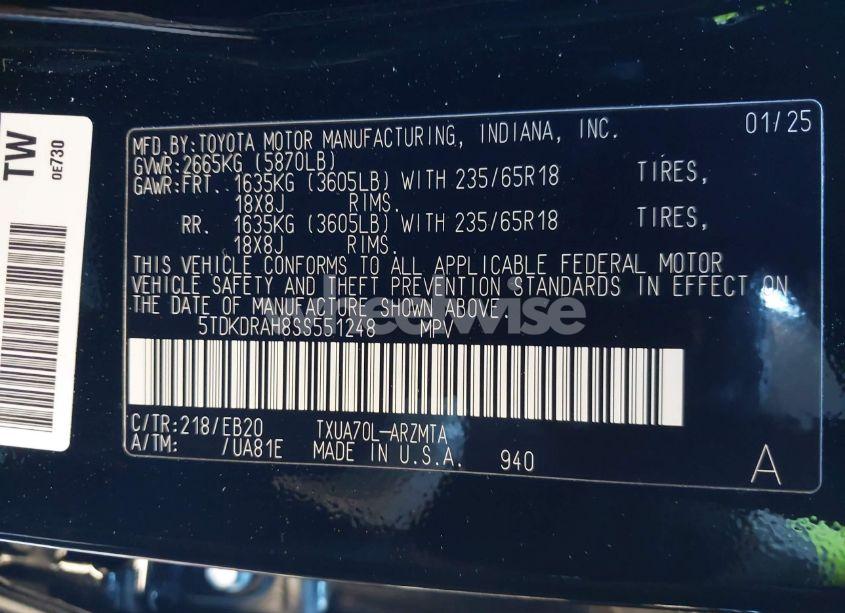 TW
0E730
MFD.BY:TOYOTA MOTOR MANUFACTURING, INDIANA, INC. 01/25
GVWR:2665KG (5870LB)
GAWR:FRT. 1635KG (3605LB) WITH 235/65R18 TIRES,
18X8J RIMS.
RR. 1635KG (3605LB) WITH 235/65R18 TIRES,
18X8J RIMS.
THIS VEHICLE CONFORMS TO ALL APPLICABLE FEDERAL MOTOR
VEHICLE SAFETY AND THEFT PREVENTION STANDARDS IN EFFECT ON
THE DATE OF MANUFACTURE SHOWN ABOVE.
5TDKDRAH8SS551248 MPV
C/TR:218/EB20 TXUA70L-ARZMTA
A/TM: /UA81E MADE IN U.S.A. 940
A
wheelwise